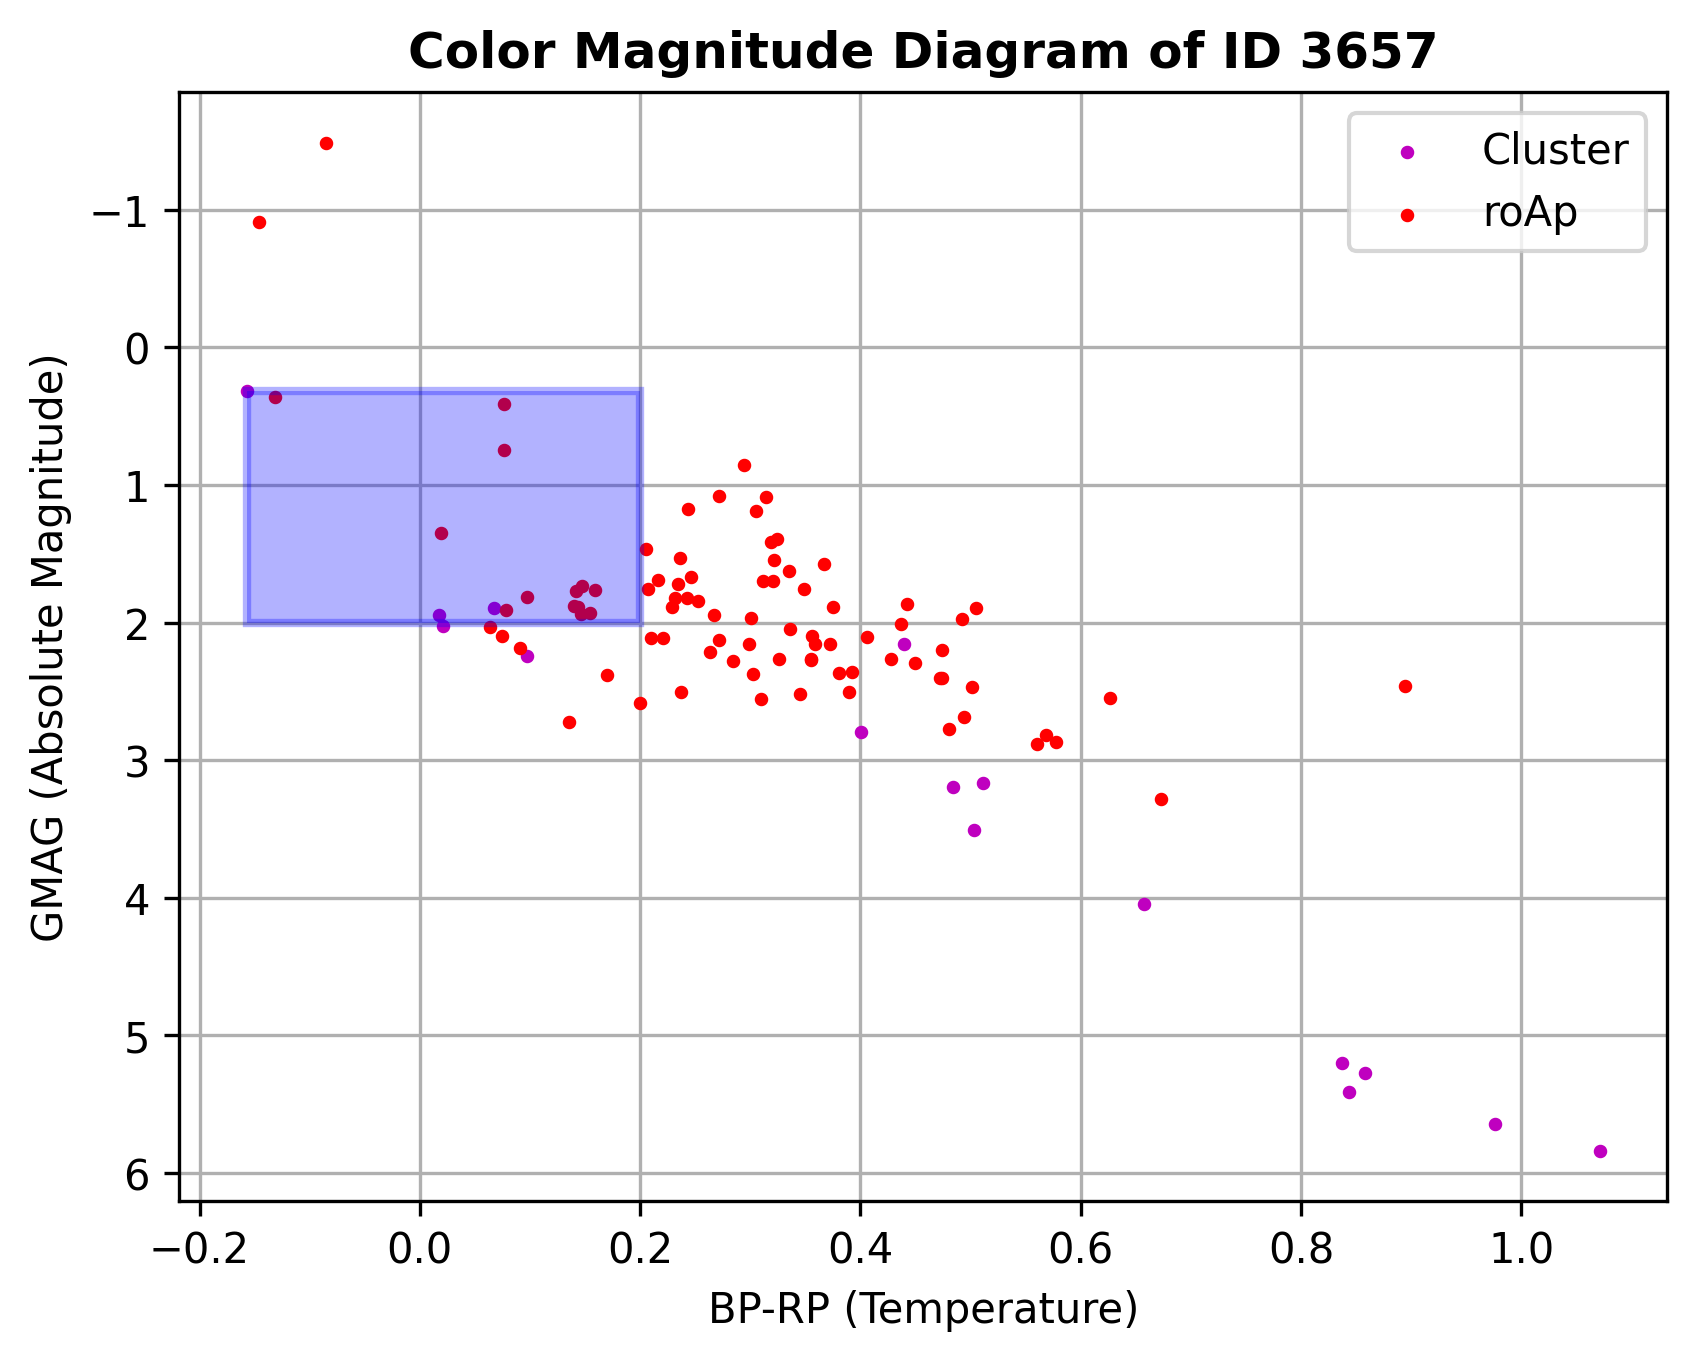 Color Magnitude Diagram of ID 3657
Cluster
roAp
GMAG (Absolute Magnitude)
−1
0
1
2
3
4
5
6
−0.2 0.0 0.2 0.4 0.6 0.8 1.0
BP-RP (Temperature)